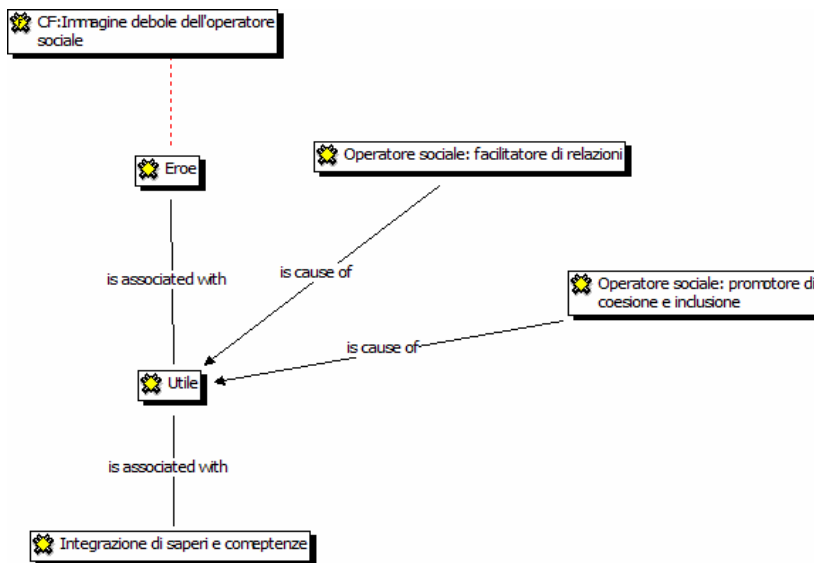 CF:Immagine debole dell'operatore
sociale
Operatore sociale: facilitatore di relazioni
Eroe
is associated with
is cause of
Operatore sociale: promotore di
coesione e inclusione
is cause of
Utile
is associated with
Integrazione di saperi e comeptenze